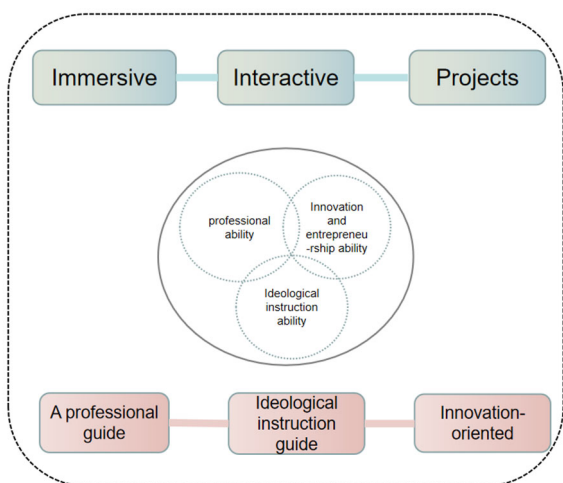 Immersive
Interactive
Projects
professional
ability
Innovation
and
entrepreneu
-rship ability
Ideological
instruction
ability
A professional
guide
Ideological
instruction
guide
Innovation-
oriented